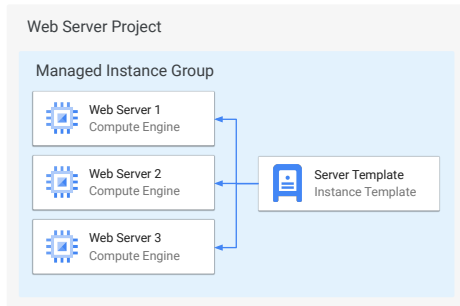 Web Server Project
Managed Instance Group
Web Server 1
Compute Engine
Web Server 2
Compute Engine
Server Template
Instance Template
Web Server 3
Compute Engine